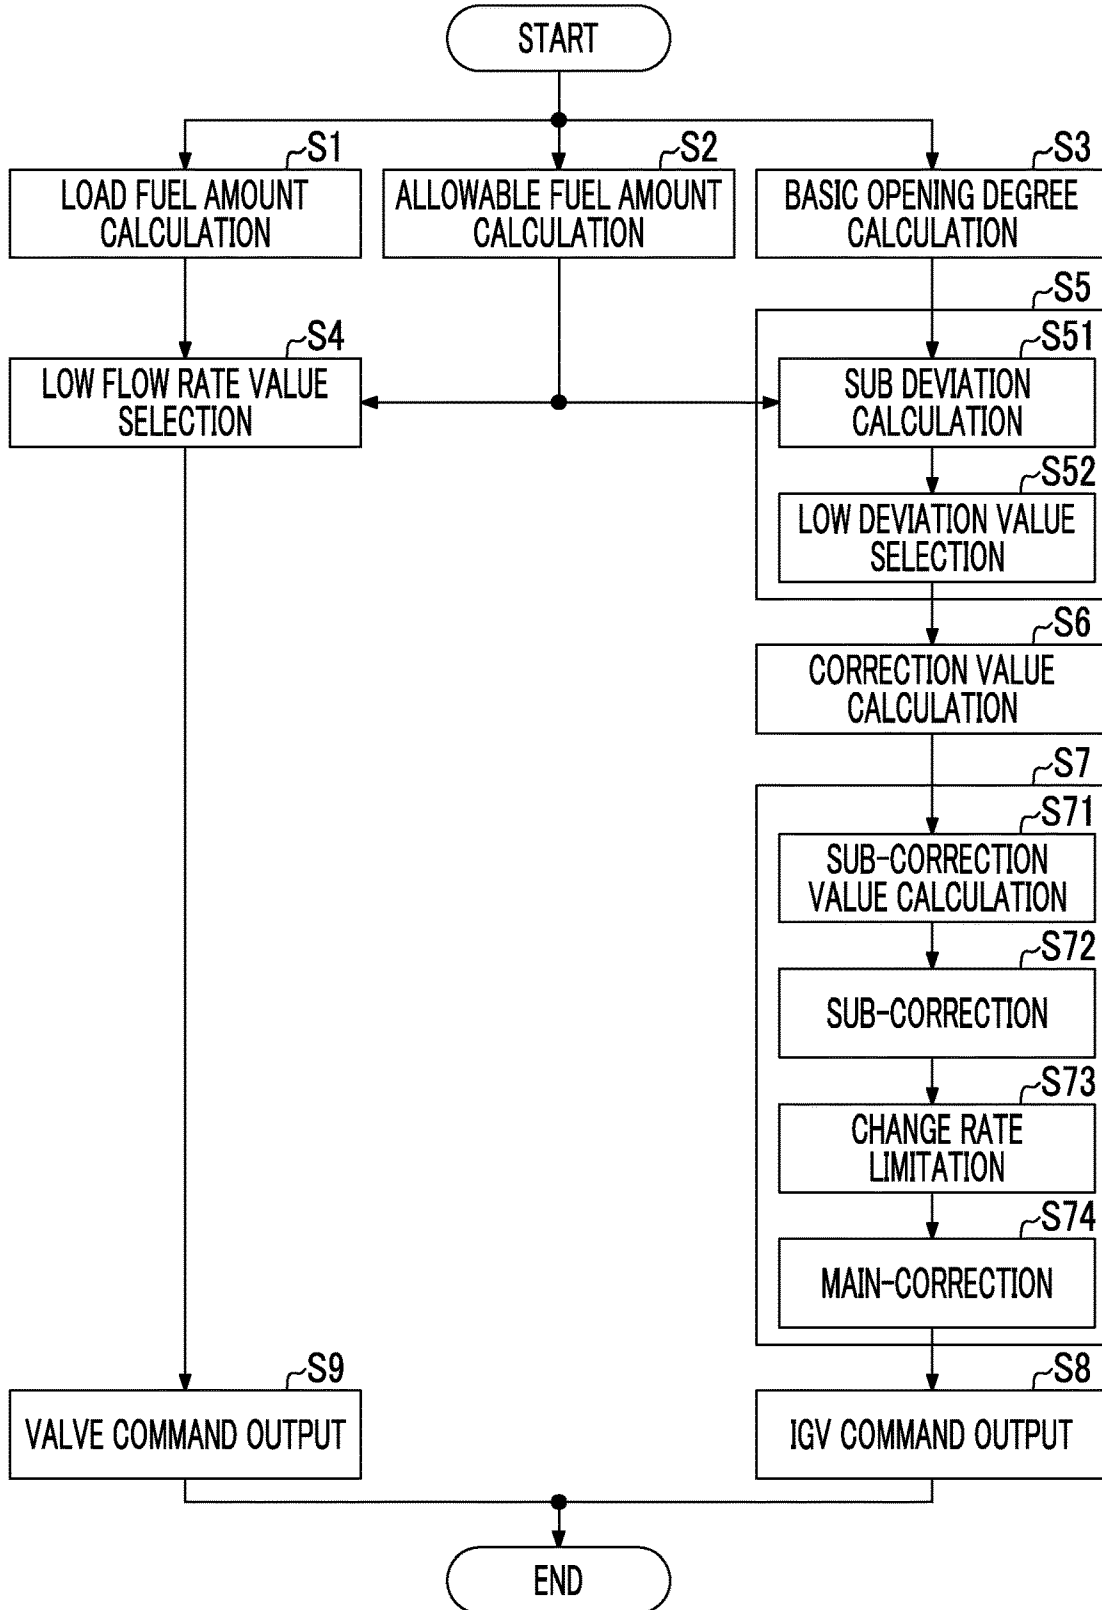 START
S1
LOAD FUEL AMOUNT
CALCULATION
S2
ALLOWABLE FUEL AMOUNT
CALCULATION
S3
BASIC OPENING DEGREE
CALCULATION
S4
LOW FLOW RATE VALUE
SELECTION
S5
S51
SUB DEVIATION
CALCULATION
S52
LOW DEVIATION VALUE
SELECTION
S6
CORRECTION VALUE
CALCULATION
S7
S71
SUB-CORRECTION
VALUE CALCULATION
S72
SUB-CORRECTION
S73
CHANGE RATE
LIMITATION
S74
MAIN-CORRECTION
S9
VALVE COMMAND OUTPUT
S8
IGV COMMAND OUTPUT
END